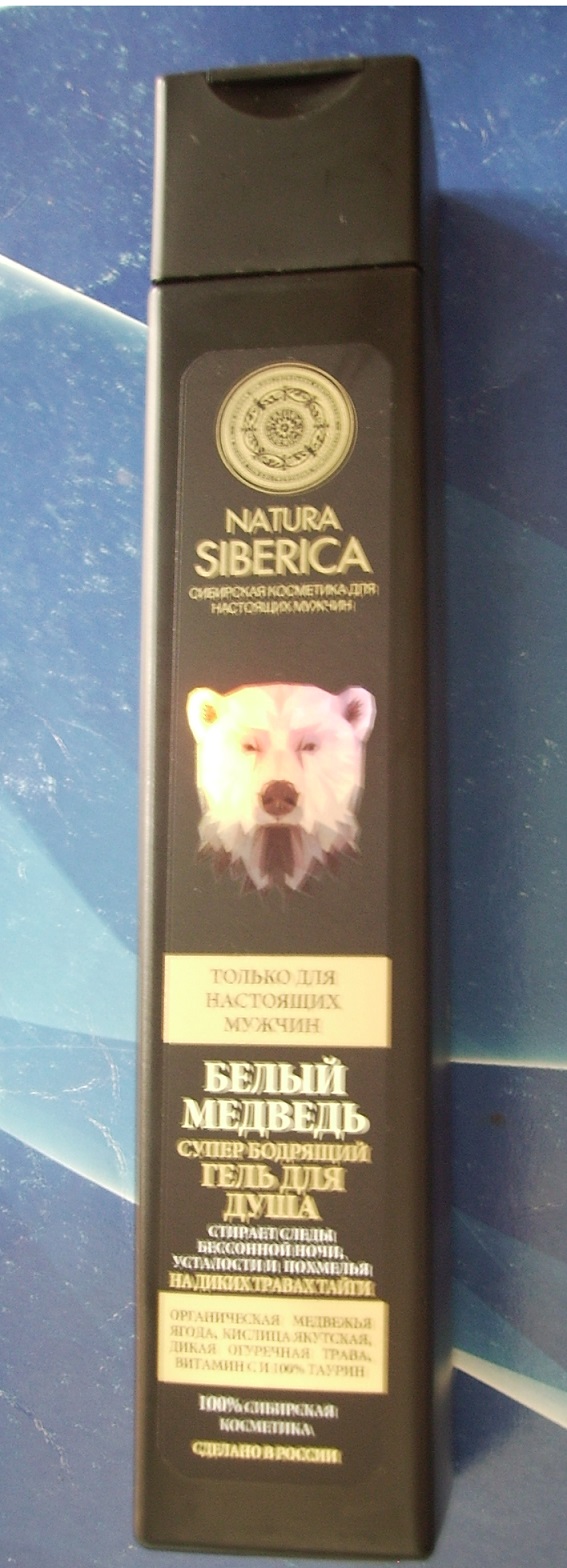 NATURA
SIBERICA
СИБИРСКАЯ КОСМЕТИКА ДЛЯ
НАСТОЯЩИХ МУЖЧИН
ТОЛЬКО ДЛЯ
НАСТОЯЩИХ
МУЖЧИН
БЕЛЫЙ
МЕДВЕДЬ
СУПЕР БОДРЯЩИЙ
ГЕЛЬ ДЛЯ
ДУША
СТИРАЕТ СЛЕДЫ
БЕССОННОЙ НОЧИ,
УСТАЛОСТИ И ПОХМЕЛЬЯ
НА ДИКИХ ТРАВАХ ТАЙГИ
ОРГАНИЧЕСКАЯ МЕДВЕЖЬЯ
ЯГОДА, КИСЛИЦА ЯКУТСКАЯ,
ДИКАЯ ОГУРЕЧНАЯ ТРАВА,
ВИТАМИН С И 100% ТАУРИН
100% СИБИРСКАЯ
КОСМЕТИКА
СДЕЛАНО В РОССИИ